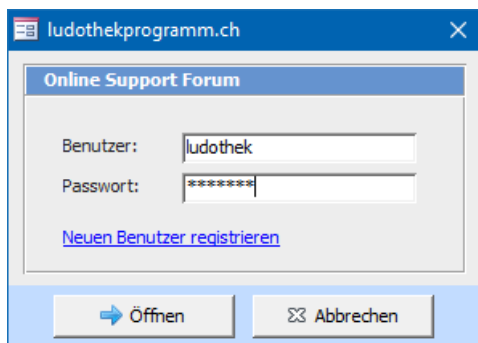 ludothekprogramm.ch
Online Support Forum
Benutzer: ludothek
Passwort: *******
Neuen Benutzer registrieren
Öffnen Abbrechen